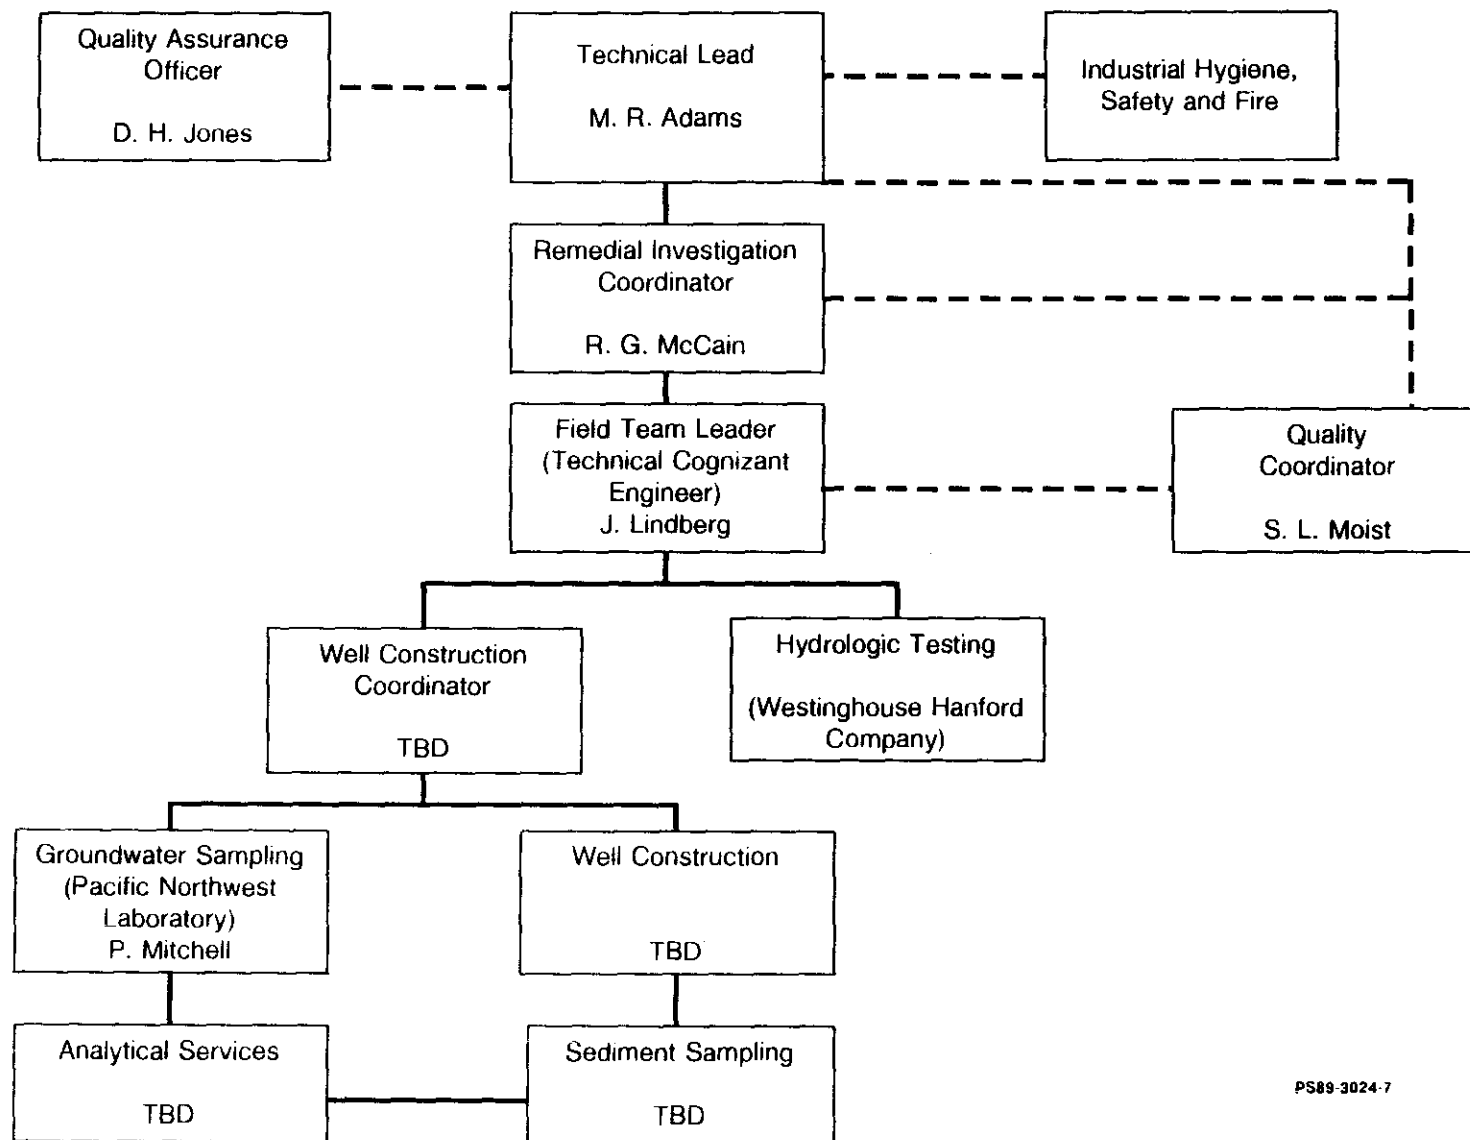 Quality Assurance
Officer
D. H. Jones
Technical Lead
M. R. Adams
Industrial Hygiene,
Safety and Fire
Remedial Investigation
Coordinator
R. G. McCain
Field Team Leader
(Technical Cognizant
Engineer)
J. Lindberg
Quality
Coordinator
S. L. Moist
Well Construction
Coordinator
TBD
Hydrologic Testing
(Westinghouse Hanford
Company)
Groundwater Sampling
(Pacific Northwest
Laboratory)
P. Mitchell
Well Construction
TBD
Analytical Services
TBD
Sediment Sampling
TBD
PS89-3024-7